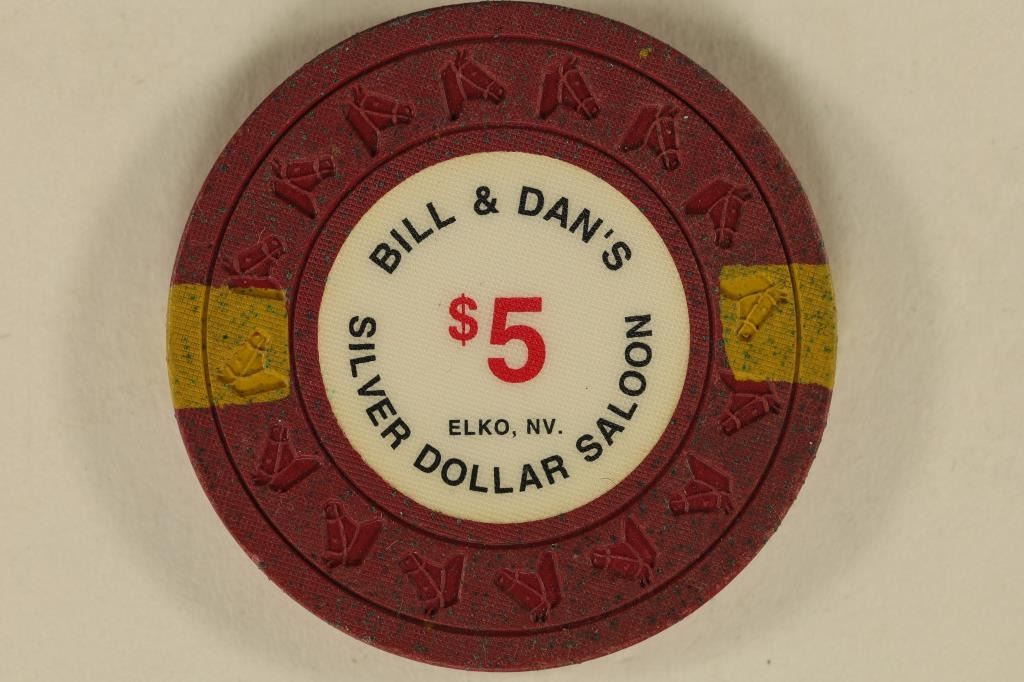 BILL & DAN'S
$5
ELKO, NV.
SILVER DOLLAR SALOON